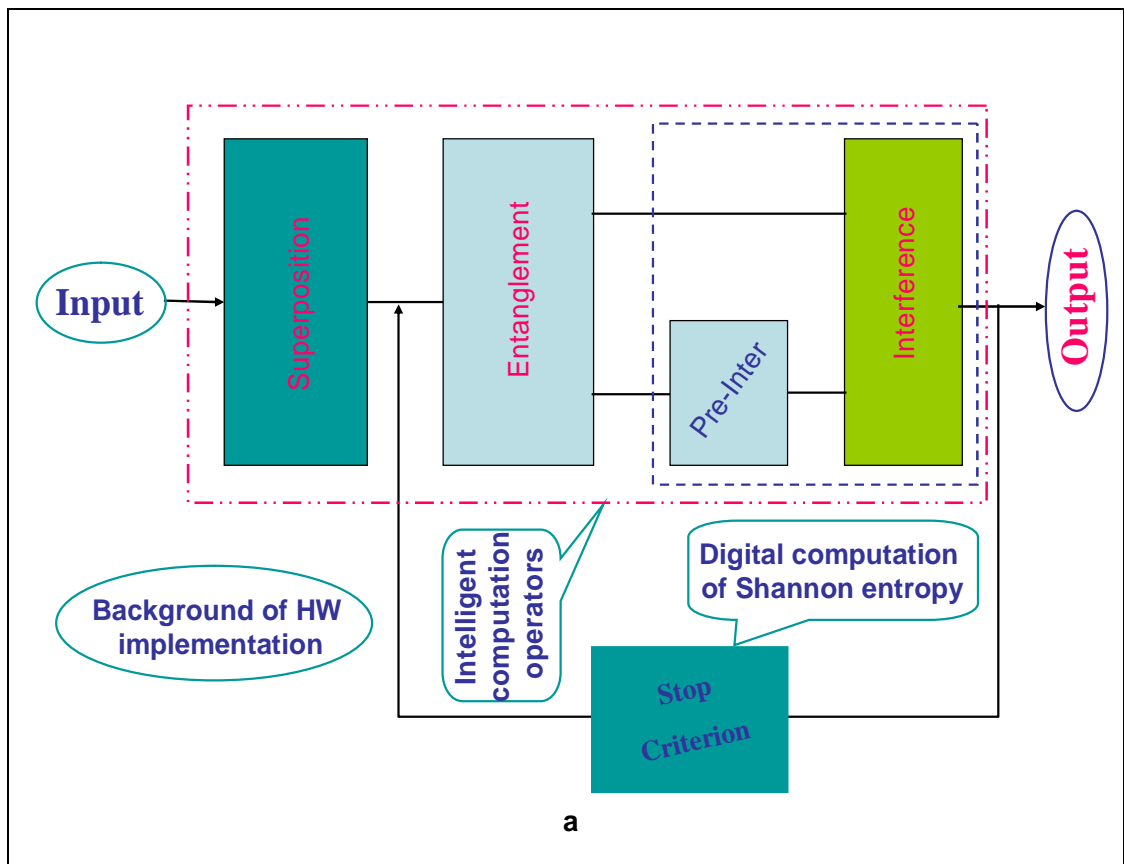 Input
Superposition
Entanglement
Pre-Inter
Interference
Output
Intelligent
computation
operators
Digital computation
of Shannon entropy
Background of HW
implementation
Stop
Criterion
a